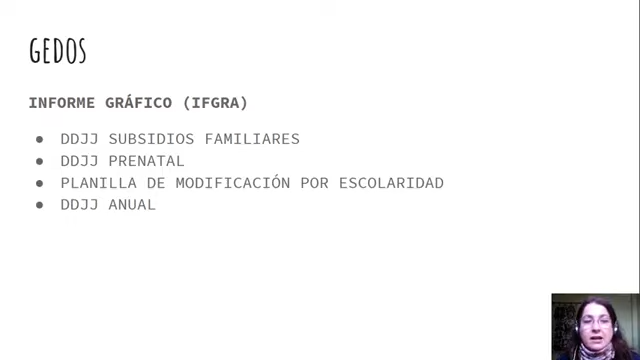 GEDOS
INFORME GRÁFICO (IFGRA)
● DDJJ SUBSIDIOS FAMILIARES
● DDJJ PRENATAL
● PLANILLA DE MODIFICACIÓN POR ESCOLARIDAD
● DDJJ ANUAL